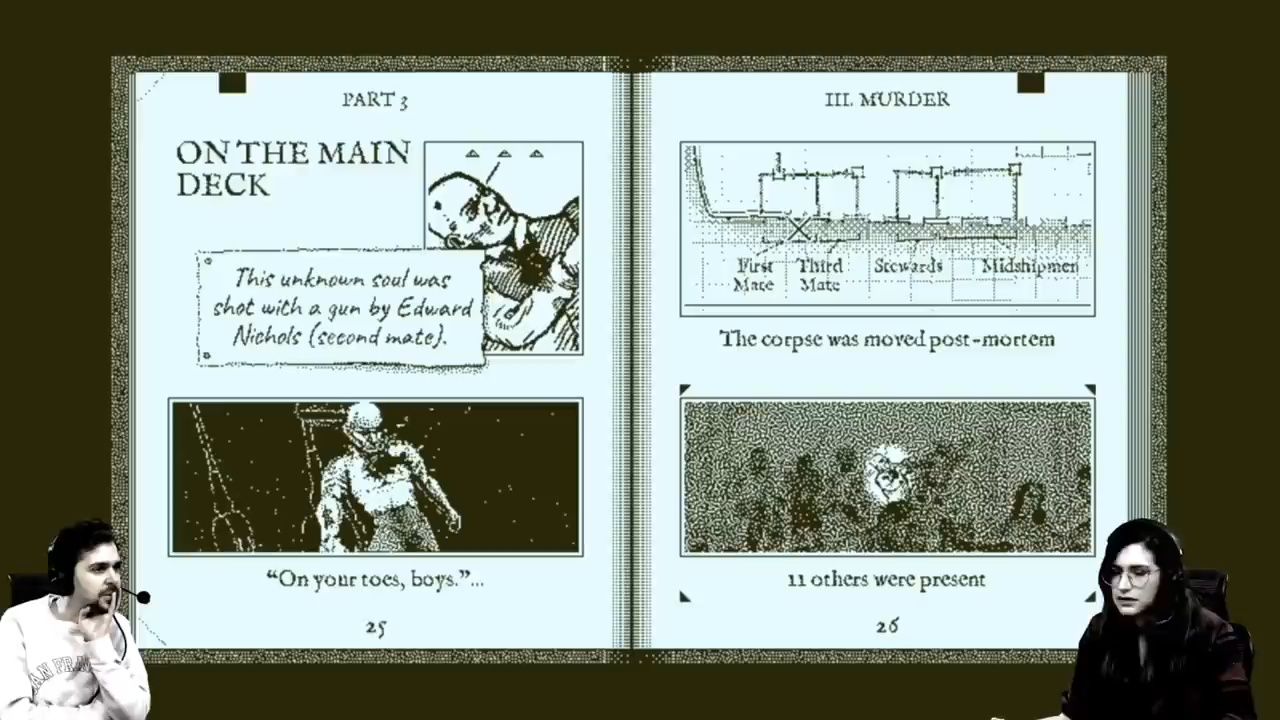 PART 3
ON THE MAIN
DECK
This unknown soul was
shot with a gun by Edward
Nichols (second mate).
"On your toes, boys."...
25
III. MURDER
First Third Stewards Midshipmen
Mate Mate
The corpse was moved post-mortem
11 others were present
26
SAN FRA